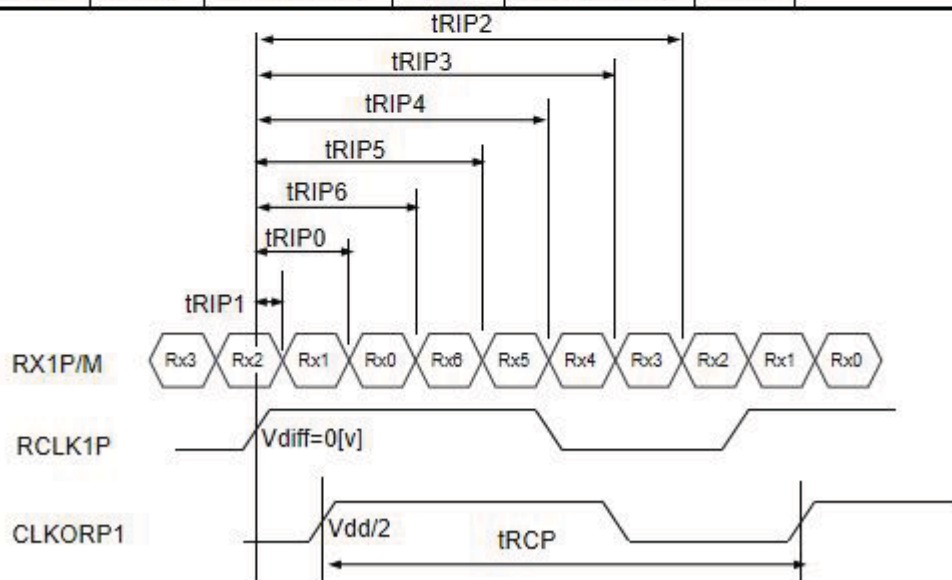 tRIP2
tRIP3
tRIP4
tRIP5
tRIP6
tRIP0
tRIP1
RX1P/M Rx3 Rx2 Rx1 Rx0 Rx6 Rx5 Rx4 Rx3 Rx2 Rx1 Rx0
RCLK1P Vdiff=0[v]
CLKORP1 Vdd/2 tRCP